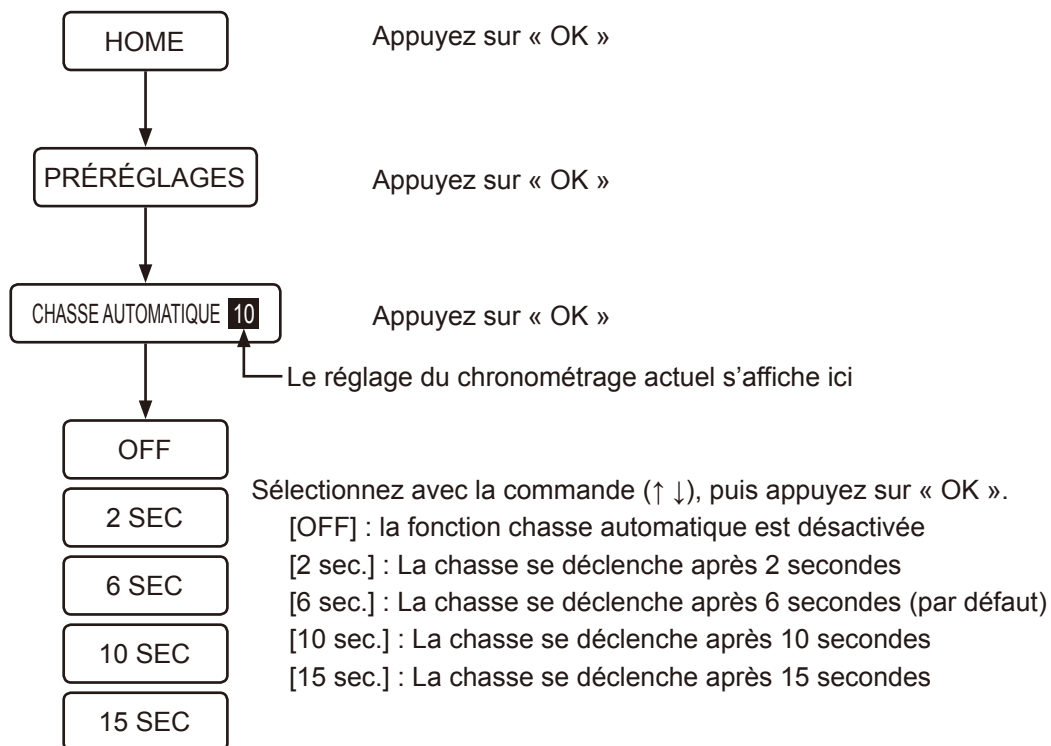 HOME
Appuyez sur « OK »
PRÉRÉGLAGES
Appuyez sur « OK »
CHASSE AUTOMATIQUE 10
Appuyez sur « OK »
Le réglage du chronométrage actuel s’affiche ici
OFF
2 SEC
6 SEC
10 SEC
15 SEC
Sélectionnez avec la commande (↑ ↓), puis appuyez sur « OK ».
[OFF] : la fonction chasse automatique est désactivée
[2 sec.] : La chasse se déclenche après 2 secondes
[6 sec.] : La chasse se déclenche après 6 secondes (par défaut)
[10 sec.] : La chasse se déclenche après 10 secondes
[15 sec.] : La chasse se déclenche après 15 secondes